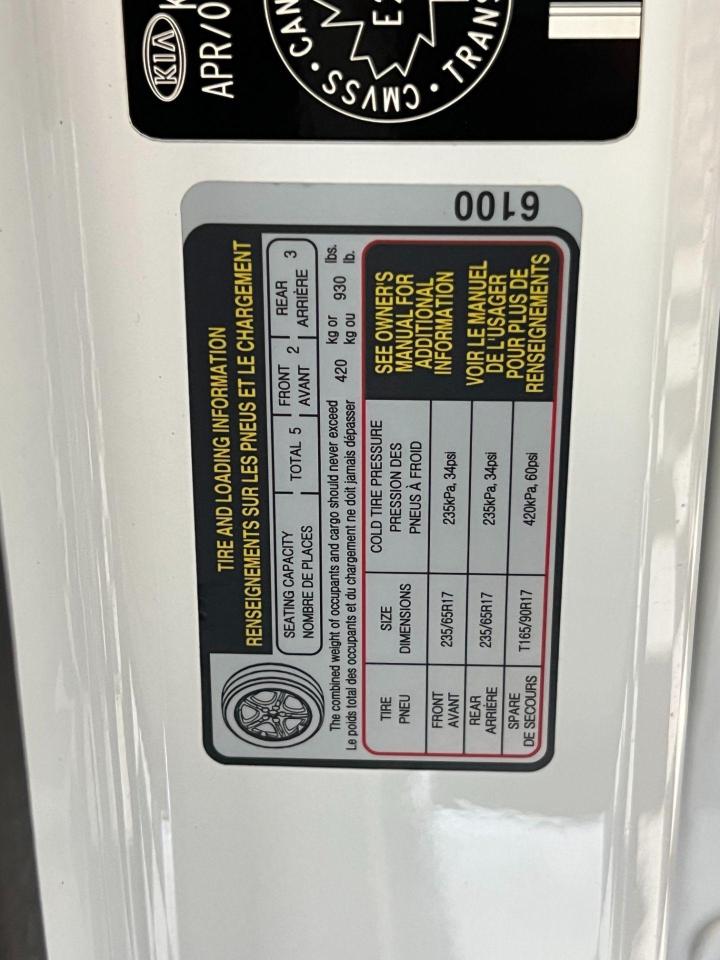 KIA K
APR/0
CMVSS • CAN
TRANS
TIRE AND LOADING INFORMATION
RENSEIGNEMENTS SUR LES PNEUS ET LE CHARGEMENT
SEATING CAPACITY
NOMBRE DE PLACES
TOTAL 5
FRONT
AVANT
2
REAR
ARRIÈRE
3
The combined weight of occupants and cargo should never exceed 420 kg or 930 lbs.
Le poids total des occupants et du chargement ne doit jamais dépasser kg ou lb.
TIRE
PNEU
SIZE
DIMENSIONS
COLD TIRE PRESSURE
PRESSION DES
PNEUS À FROID
SEE OWNER'S
MANUAL FOR
ADDITIONAL
INFORMATION
VOIR LE MANUEL
DE L'USAGER
POUR PLUS DE
RENSEIGNEMENTS
FRONT
AVANT
235/65R17
235kPa, 34psi
REAR
ARRIÈRE
235/65R17
235kPa, 34psi
SPARE
DE SECOURS
T165/90R17
420kPa, 60psi
6100